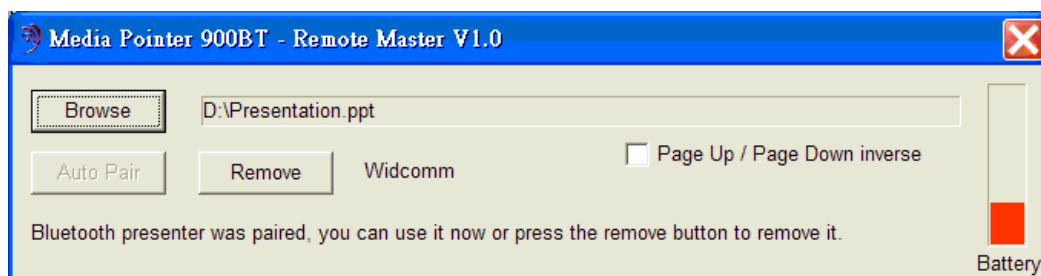 Media Pointer 900BT - Remote Master V1.0
Browse
D:\Presentation.ppt
Auto Pair
Remove
Widcomm
Page Up / Page Down inverse
Bluetooth presenter was paired, you can use it now or press the remove button to remove it.
Battery